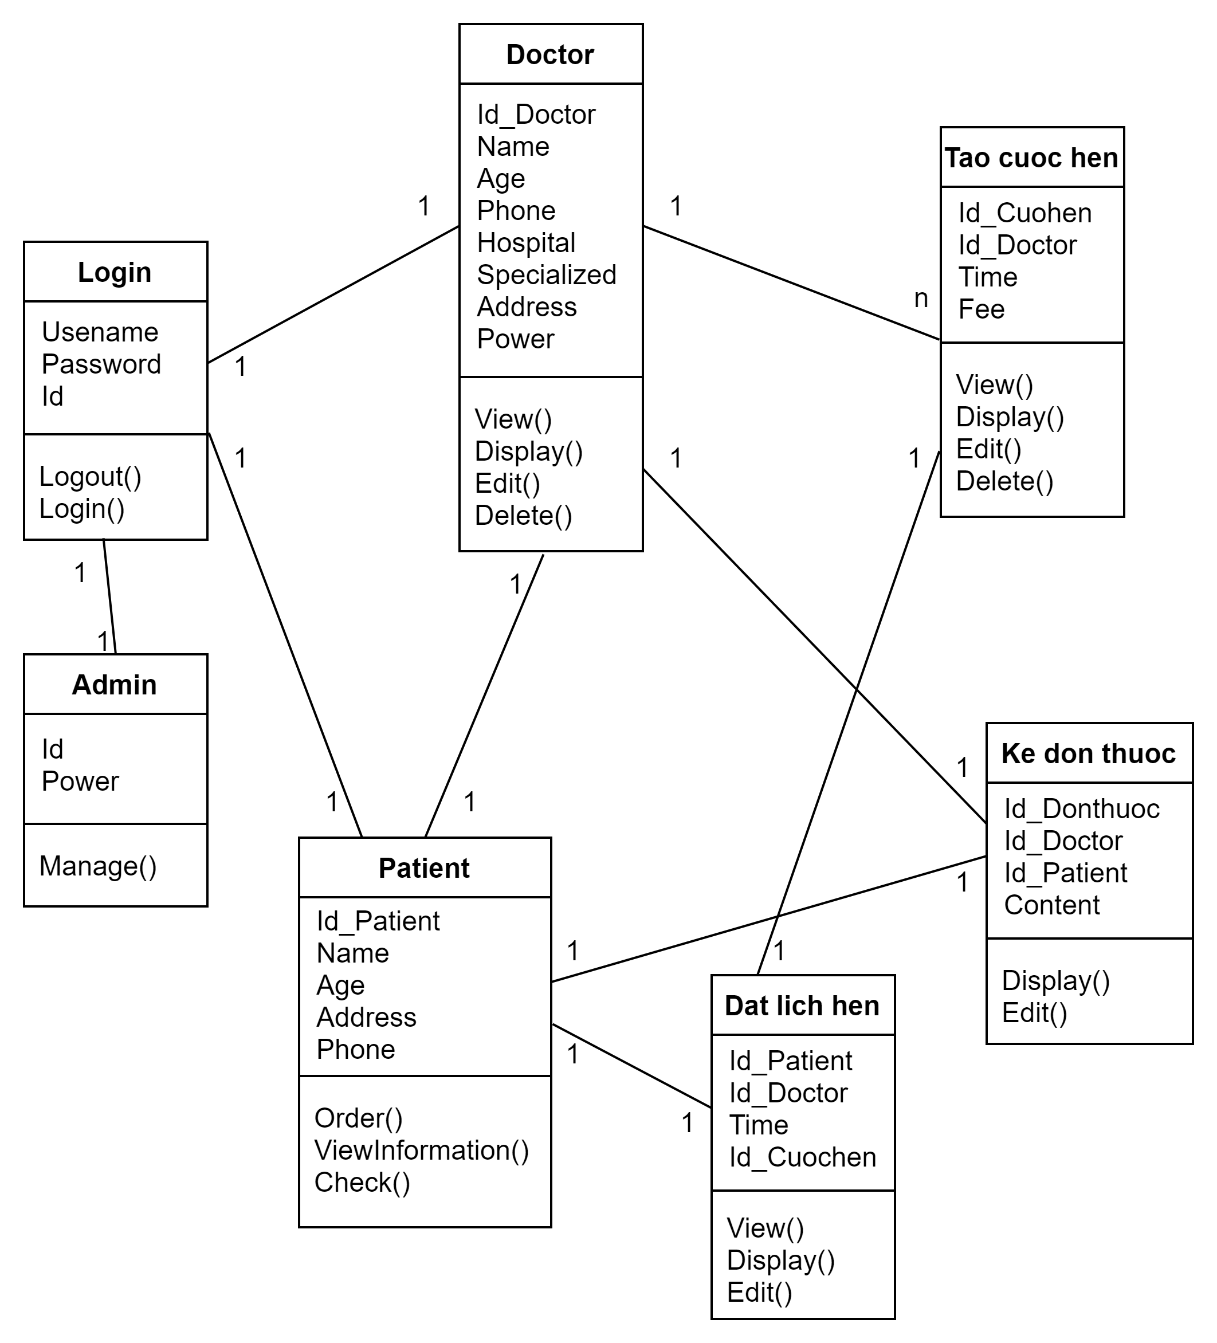 Doctor
Id_Doctor
Name
Age
Phone
Hospital
Specialized
Address
Power
View()
Display()
Edit()
Delete()
Tao cuoc hen
Id_Cuohen
Id_Doctor
Time
Fee
View()
Display()
Edit()
Delete()
Login
Usename
Password
Id
Logout()
Login()
1
1
1
n
1
1
1
1
1
1
1
1
1
Admin
Id
Power
Manage()
Patient
Id_Patient
Name
Age
Address
Phone
Order()
ViewInformation()
Check()
1
1
1
1
1
1
Dat lich hen
Id_Patient
Id_Doctor
Time
Id_Cuochen
View()
Display()
Edit()
Ke don thuoc
Id_Donthuoc
Id_Doctor
Id_Patient
Content
Display()
Edit()